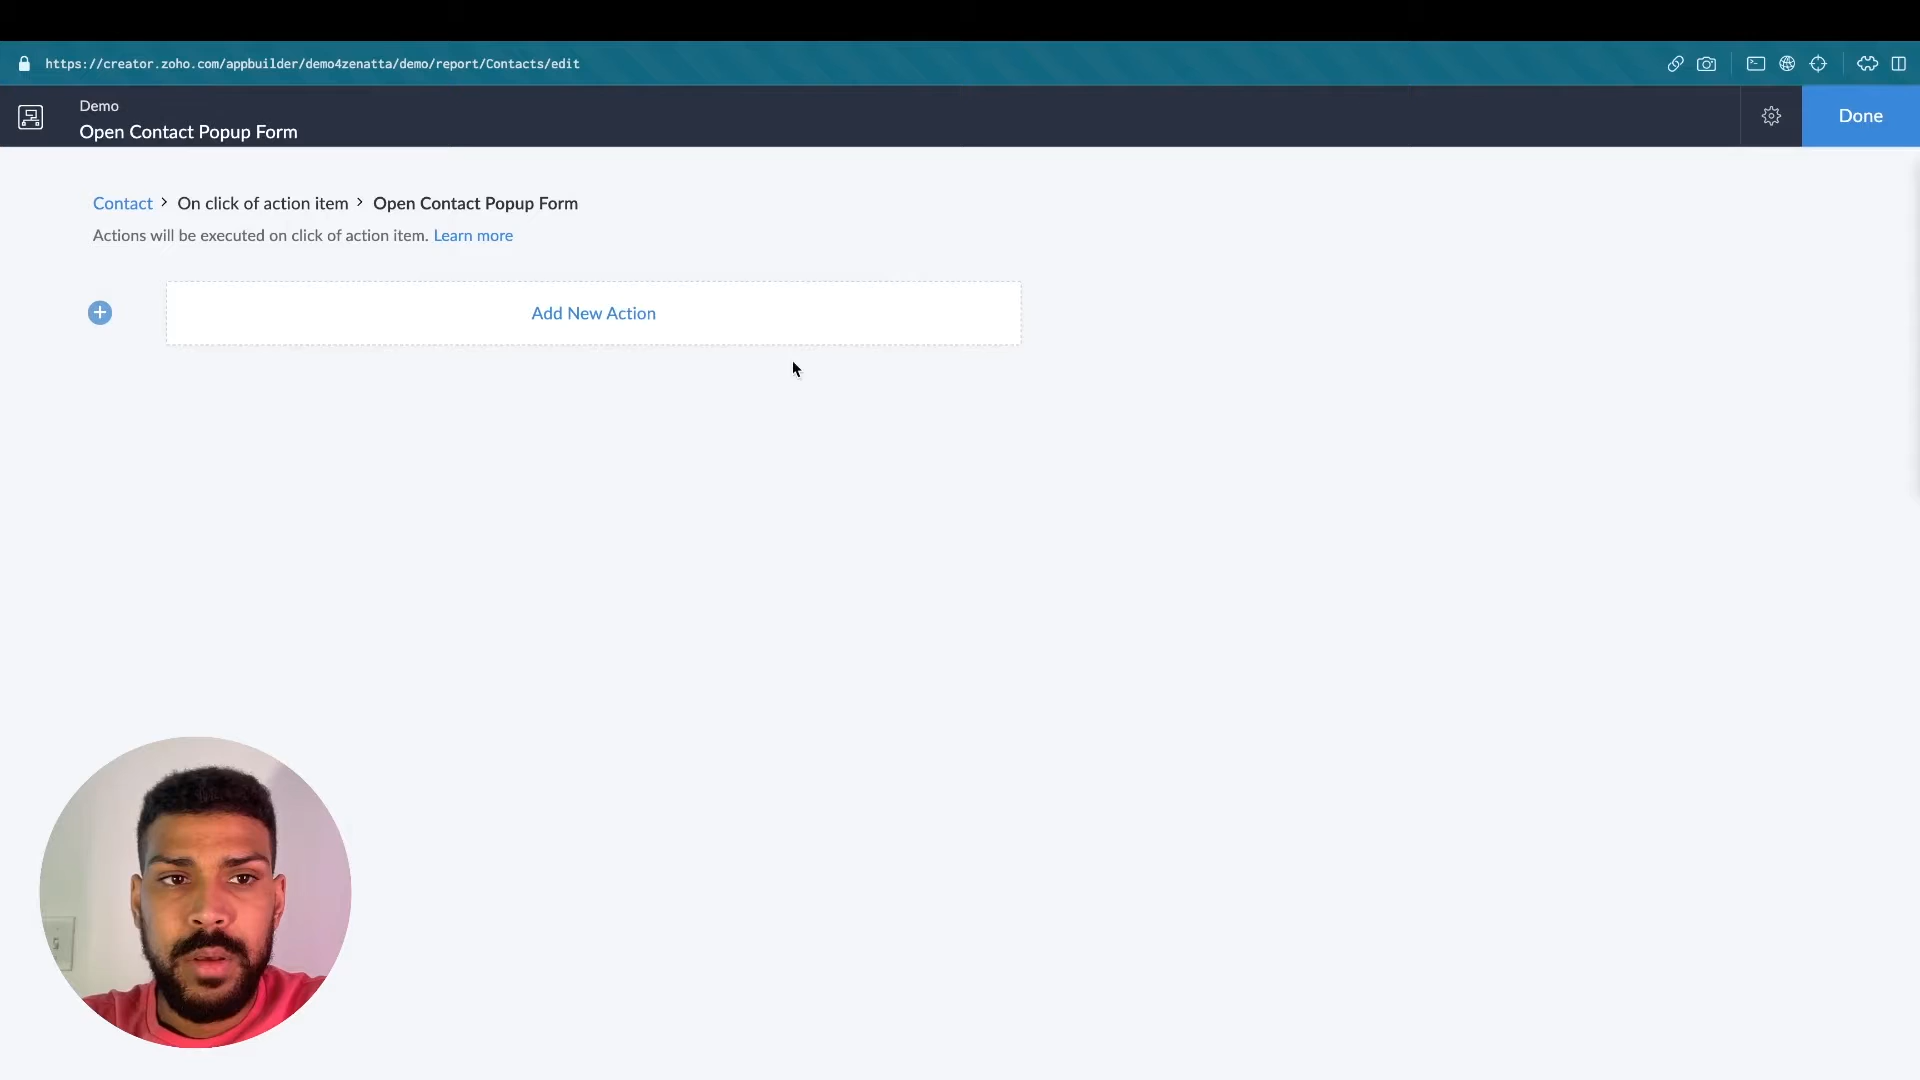 https://creator.zoho.com/appbuilder/demo4zenatta/demo/report/Contacts/edit
Demo
Open Contact Popup Form
Done
Contact > On click of action item > Open Contact Popup Form
Actions will be executed on click of action item. Learn more
Add New Action